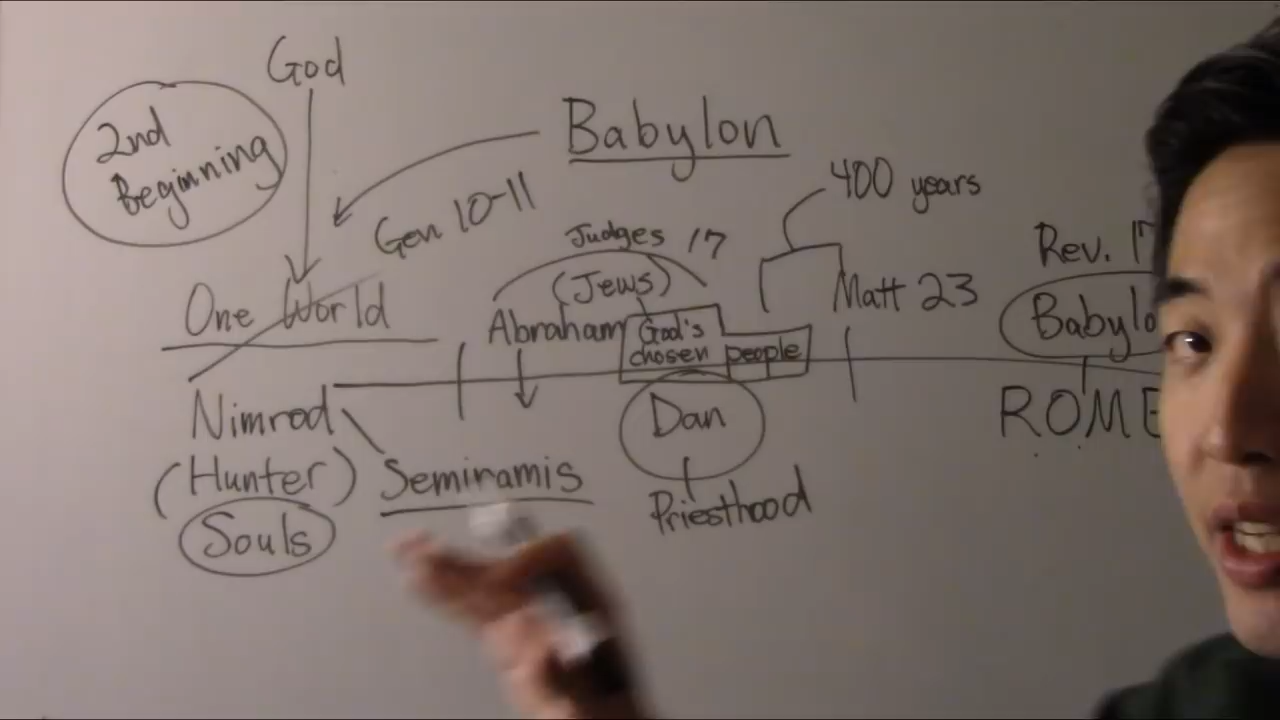 God
2nd
Beginning
Babylon
Gen 10-11
400 years
Judges 17
(Jews)
Rev. 17
One World
Abraham
God's
chosen people
Matt 23
Babylo
Nimrod
Dan
ROME
(Hunter)
Semiramis
Priesthood
Souls